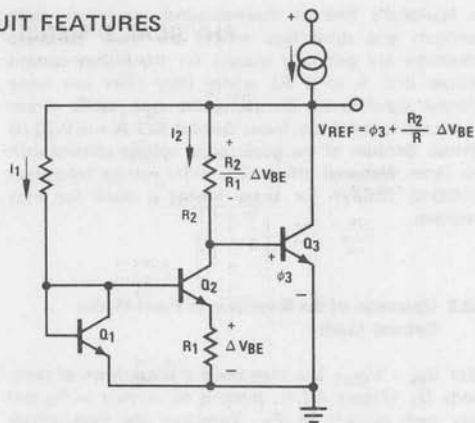 UIT FEATURES
+
I1
I2
+
R2/R1 ΔVBE
−
R2
VREF = φ3 + R2/R ΔVBE
Q3
+
φ3
−
Q2
Q1
+
R1 ΔVBE
−